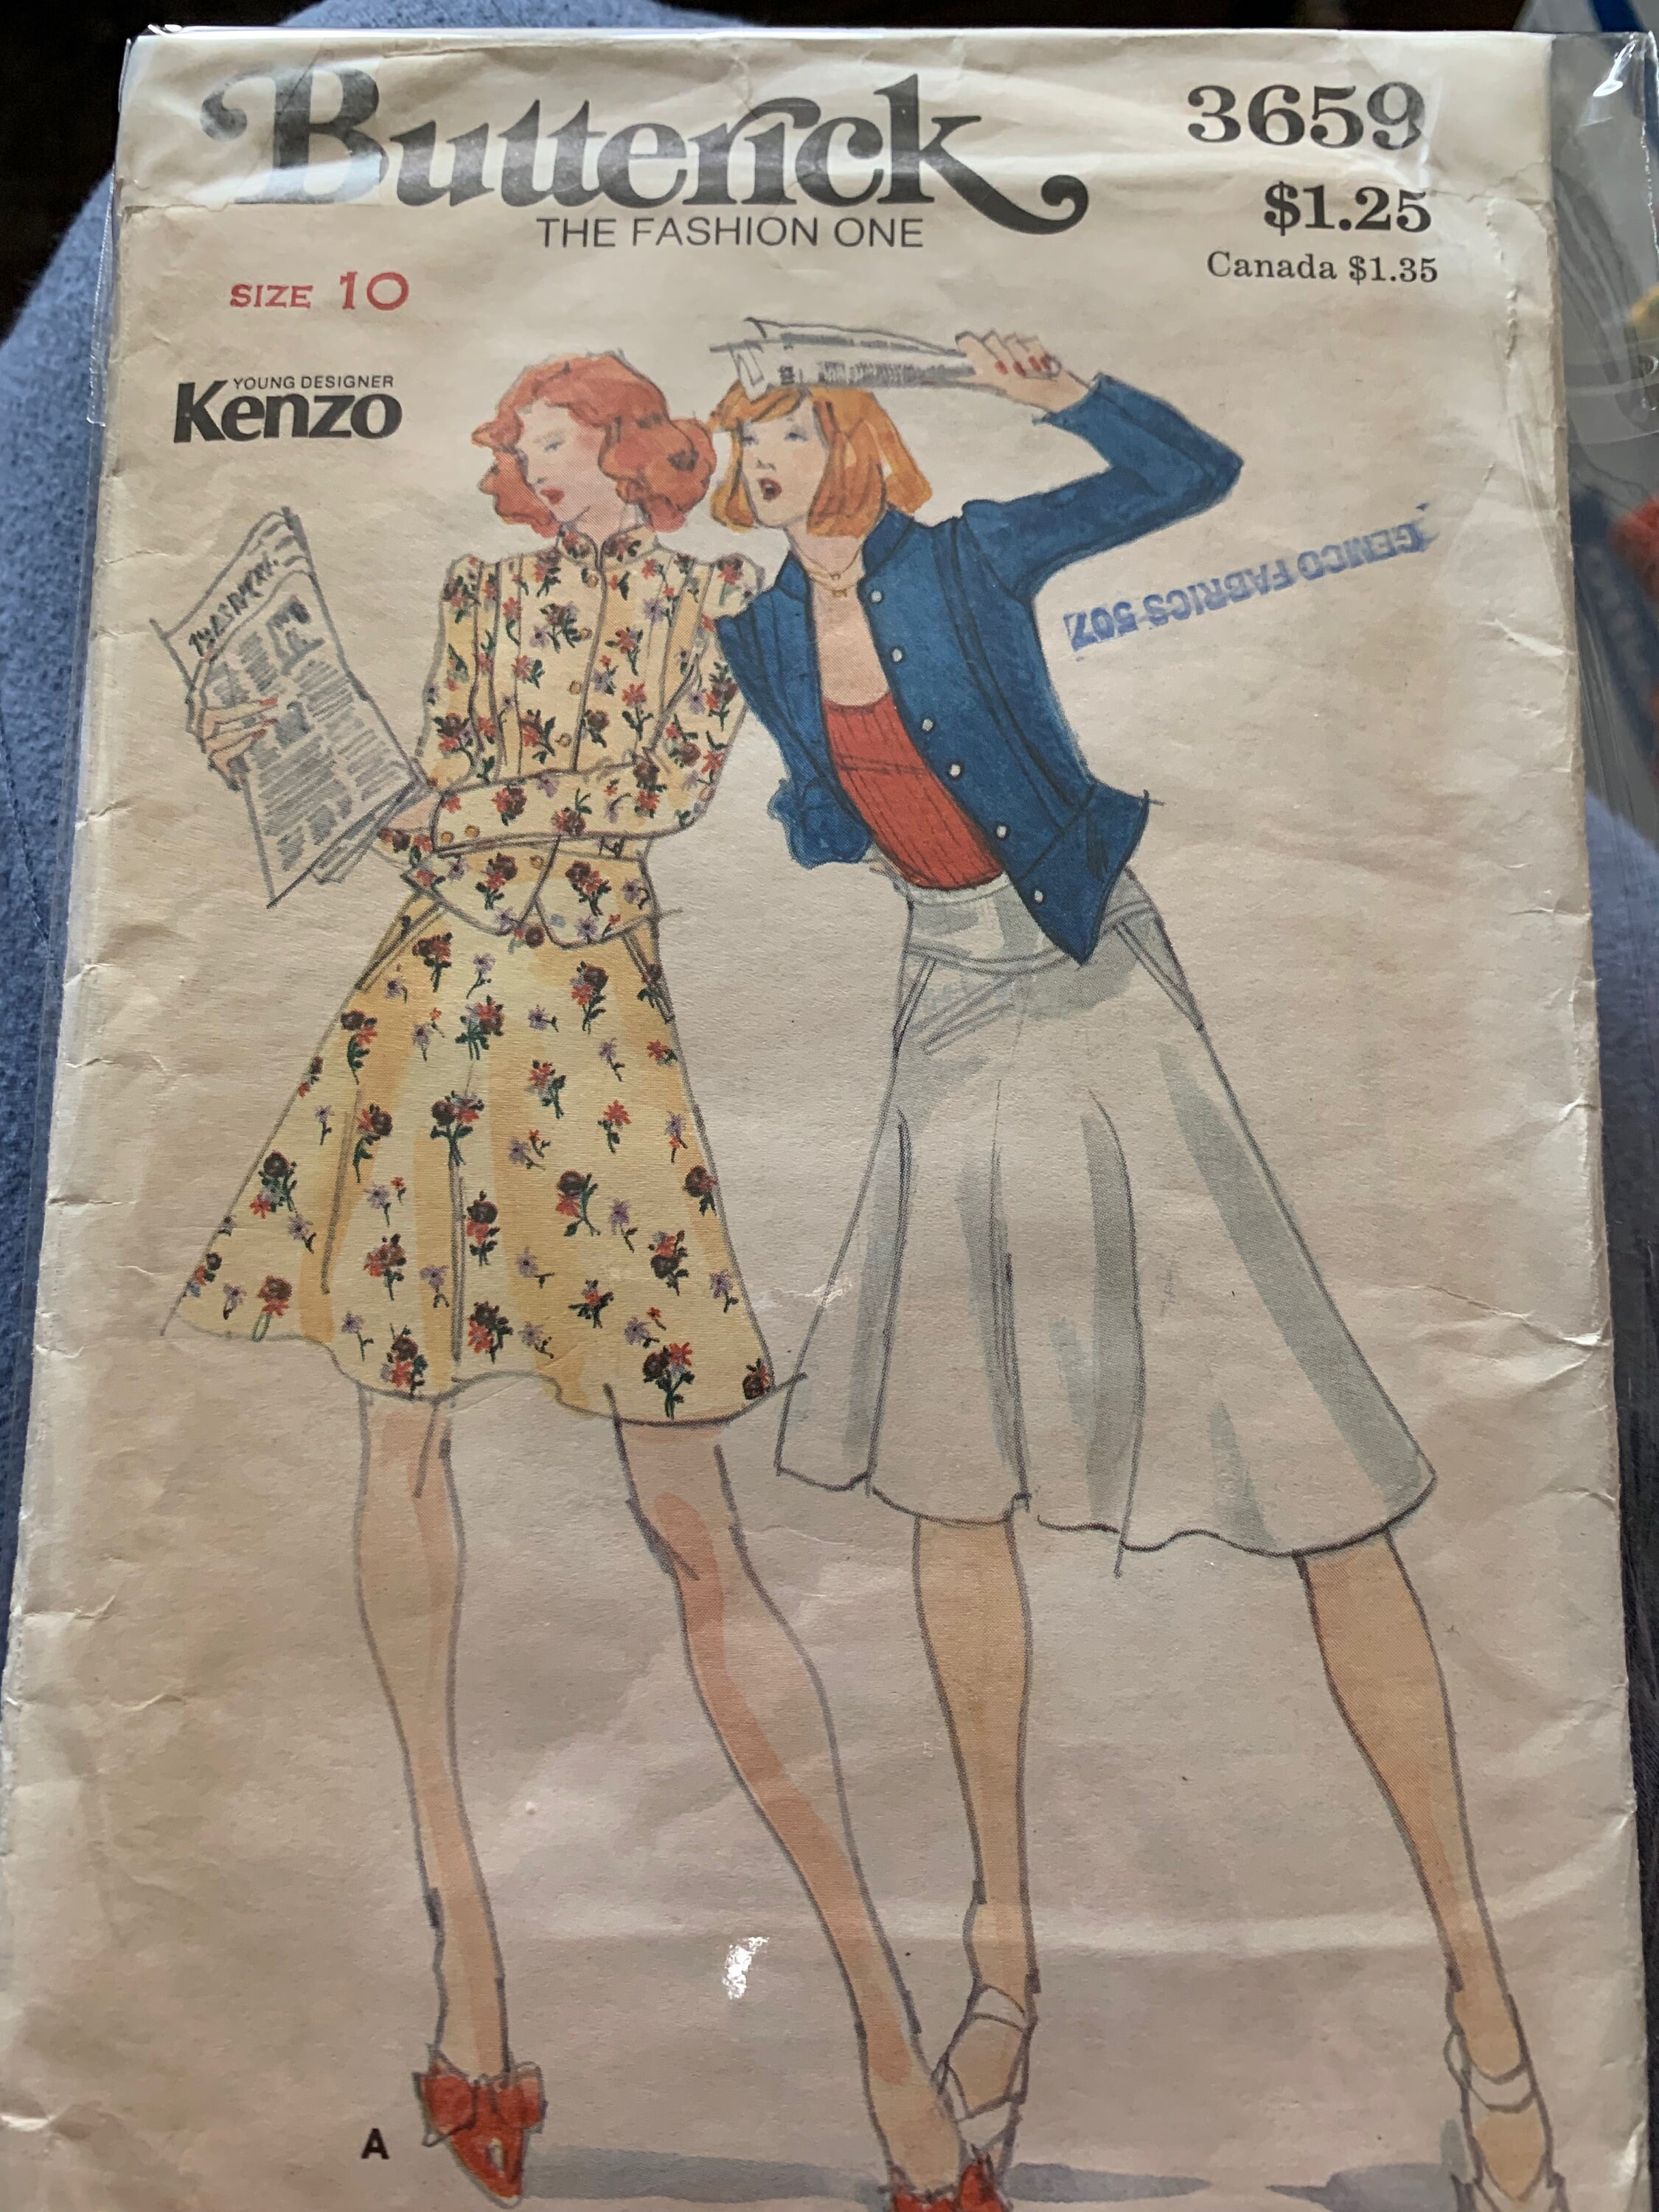 Butterick
3659
THE FASHION ONE
$1.25
Canada $1.35
SIZE 10
YOUNG DESIGNER
Kenzo
GEMCO FABRICS 507
A